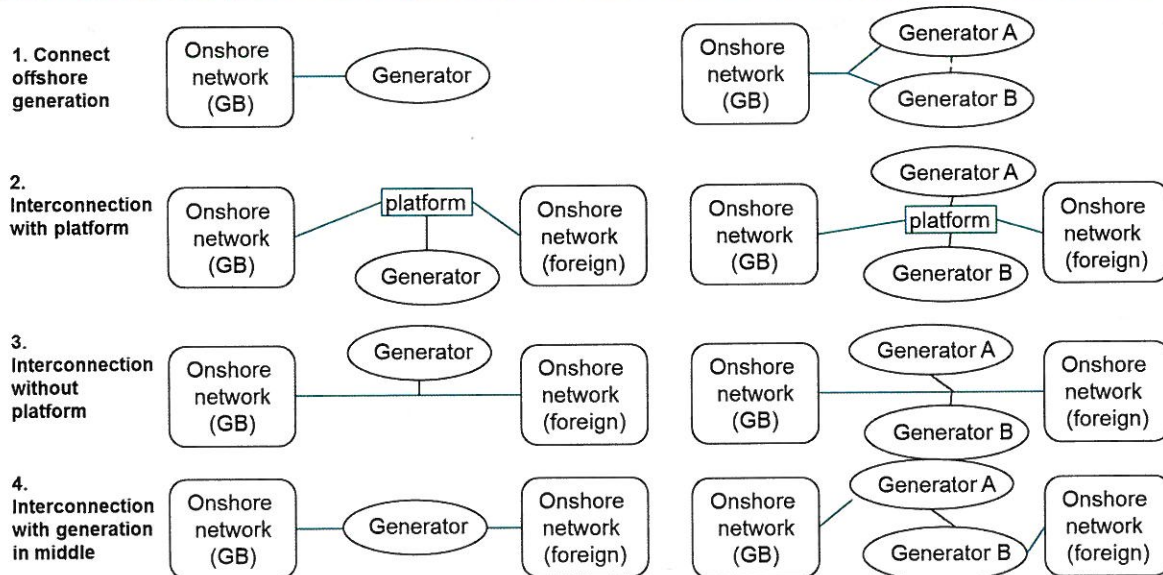 1. Connect
offshore
generation
Onshore
network
(GB)
Generator
Onshore
network
(GB)
Generator A
Generator B
2.
Interconnection
with platform
Onshore
network
(GB)
platform
Generator
Onshore
network
(foreign)
Onshore
network
(GB)
Generator A
platform
Generator B
Onshore
network
(foreign)
3.
Interconnection
without
platform
Onshore
network
(GB)
Generator
Onshore
network
(foreign)
Onshore
network
(GB)
Generator A
Generator B
Onshore
network
(foreign)
4.
Interconnection
with generation
in middle
Onshore
network
(GB)
Generator
Onshore
network
(foreign)
Onshore
network
(GB)
Generator A
Generator B
Onshore
network
(foreign)